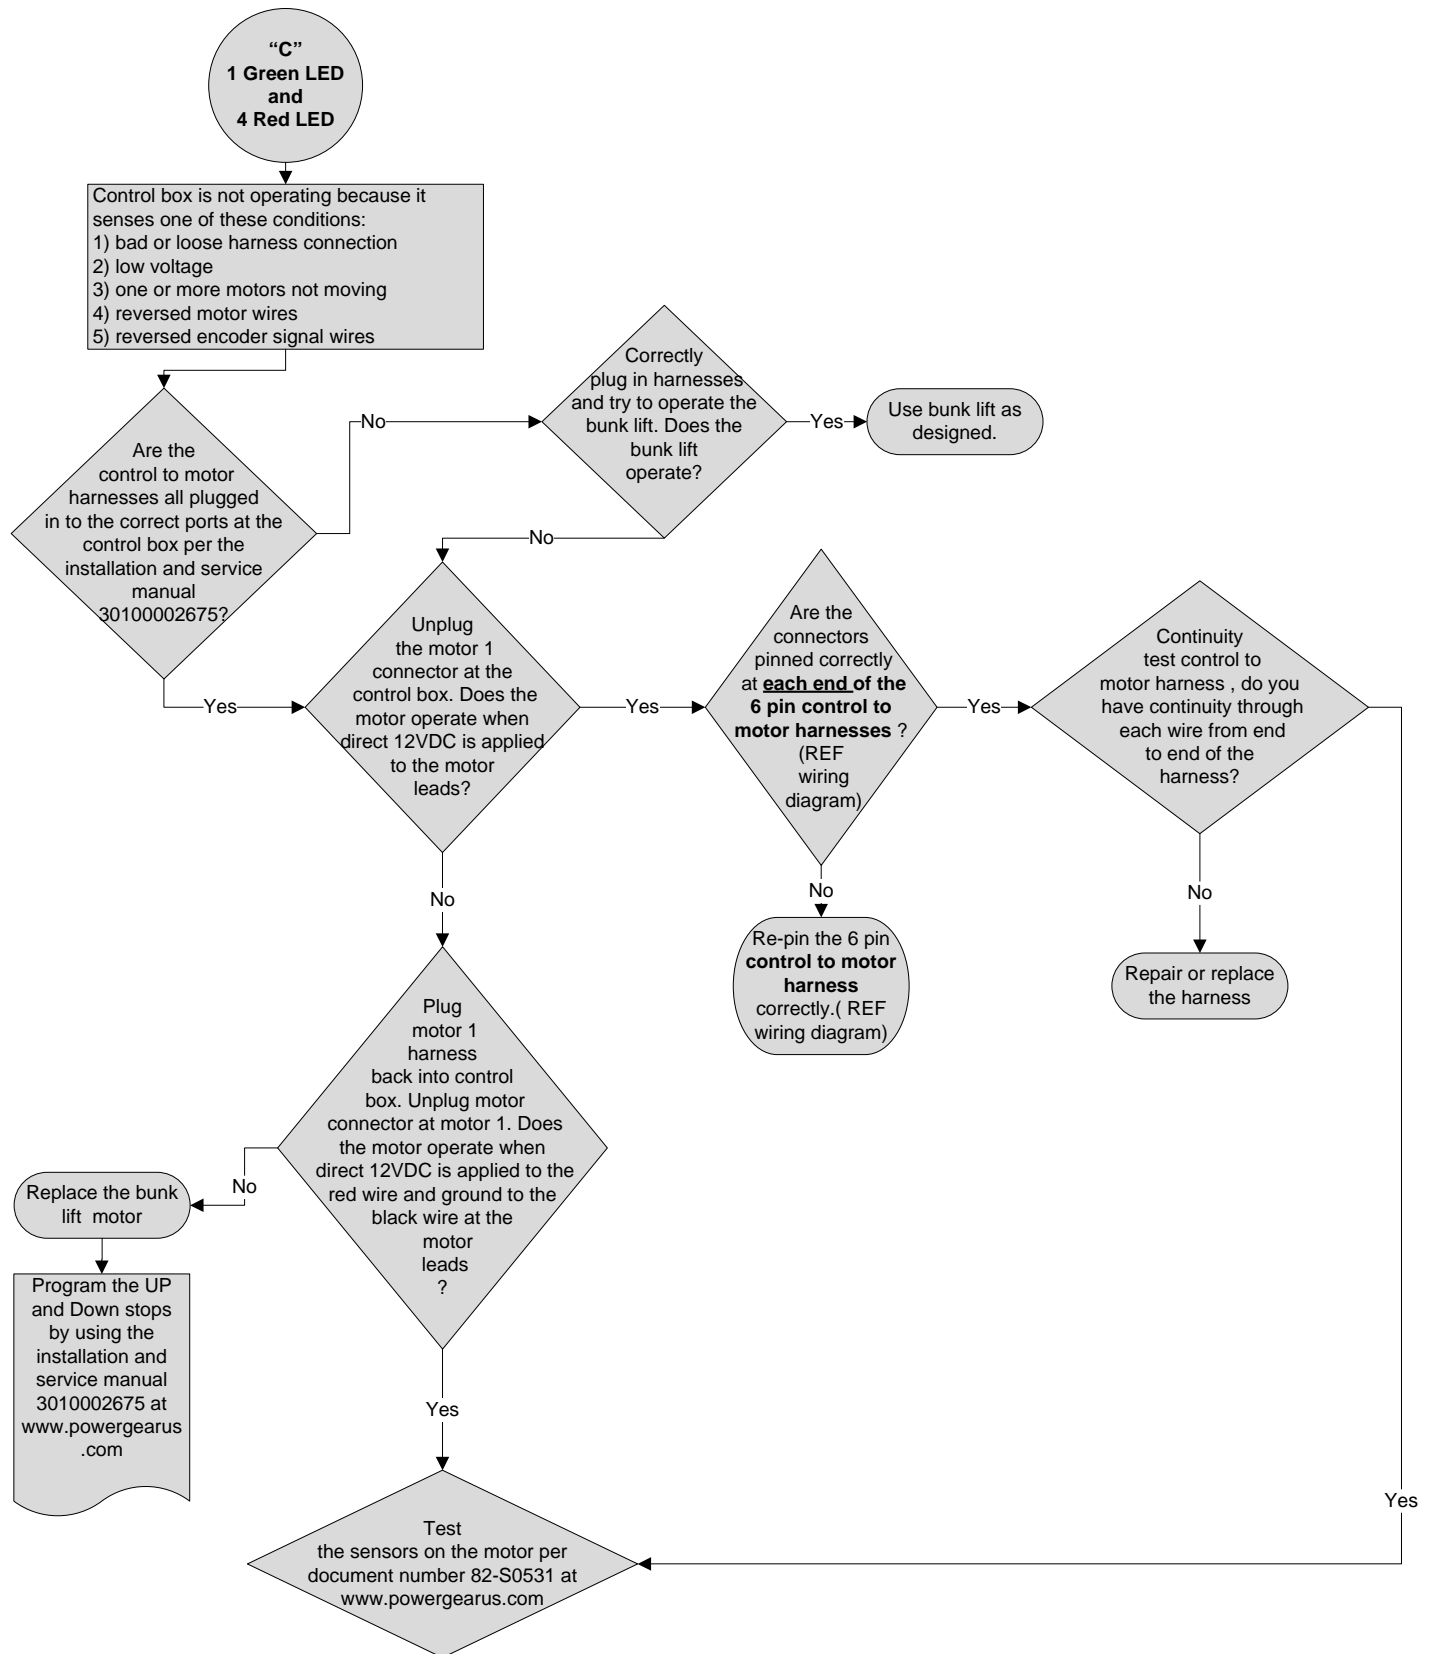 “C”
1 Green LED
and
4 Red LED
Control box is not operating because it
senses one of these conditions:
1) bad or loose harness connection
2) low voltage
3) one or more motors not moving
4) reversed motor wires
5) reversed encoder signal wires
Are the
control to motor
harnesses all plugged
in to the correct ports at the
control box per the
installation and service
manual
301000002675?
No
Correctly
plug in harnesses
and try to operate the
bunk lift. Does the
bunk lift
operate?
Yes
Use bunk lift as
designed.
No
Yes
Unplug
the motor 1
connector at the
control box. Does the
motor operate when
direct 12VDC is applied
to the motor
leads?
Yes
Are the
connectors
pinned correctly
at each end of the
6 pin control to
motor harnesses ?
(REF
wiring
diagram)
Yes
Continuity
test control to
motor harness , do you
have continuity through
each wire from end
to end of the
harness?
No
No
No
Re-pin the 6 pin
control to motor
harness
correctly.( REF
wiring diagram)
Repair or replace
the harness
Plug
motor 1
harness
back into control
box. Unplug motor
connector at motor 1. Does
the motor operate when
direct 12VDC is applied to the
red wire and ground to the
black wire at the
motor
leads
?
No
Replace the bunk
lift motor
Program the UP
and Down stops
by using the
installation and
service manual
3010002675 at
www.powergearus
.com
Yes
Yes
Test
the sensors on the motor per
document number 82-S0531 at
www.powergearus.com